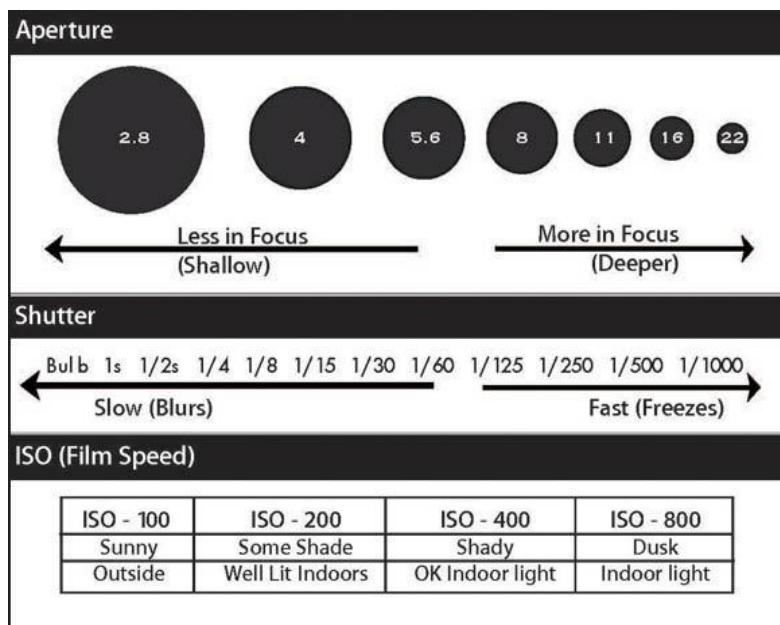 Aperture
2.8 4 5.6 8 11 16 22
Less in Focus More in Focus
(Shallow) (Deeper)
Shutter
Bulb 1s 1/2s 1/4 1/8 1/15 1/30 1/60 1/125 1/250 1/500 1/1000
Slow (Blurs) Fast (Freezes)
ISO (Film Speed)
ISO - 100 ISO - 200 ISO - 400 ISO - 800
Sunny Some Shade Shady Dusk
Outside Well Lit Indoors OK Indoor light Indoor light